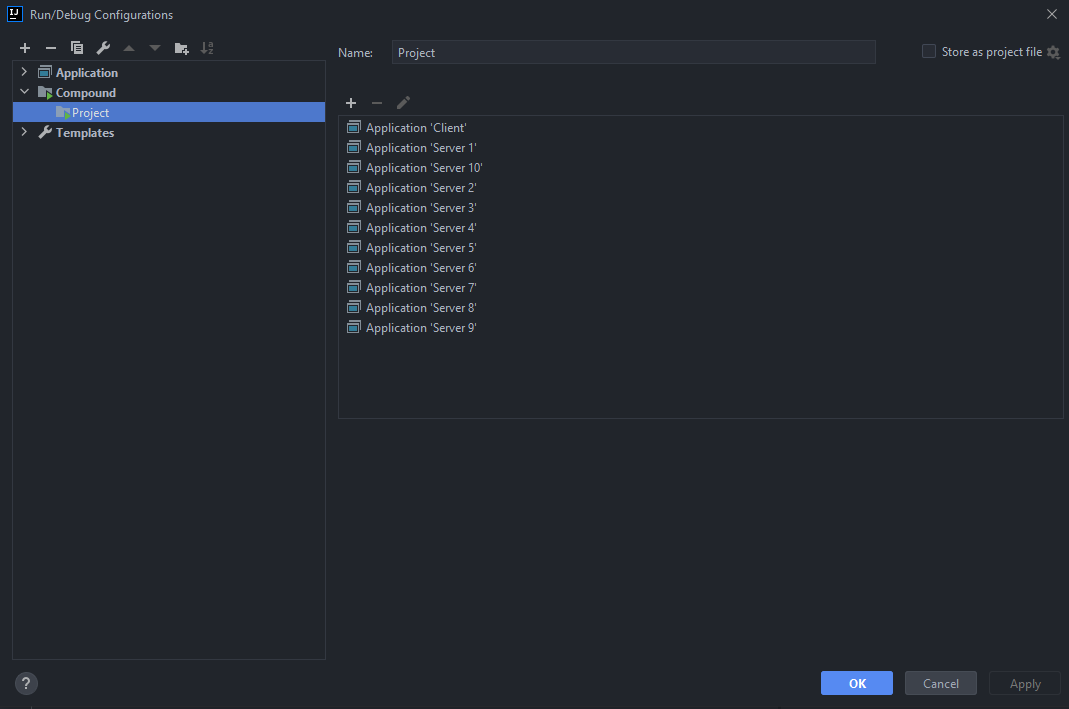 IJ Run/Debug Configurations
Application
Compound
Project
Templates
Name: Project
Store as project file
Application 'Client'
Application 'Server 1'
Application 'Server 10'
Application 'Server 2'
Application 'Server 3'
Application 'Server 4'
Application 'Server 5'
Application 'Server 6'
Application 'Server 7'
Application 'Server 8'
Application 'Server 9'
?
OK
Cancel
Apply